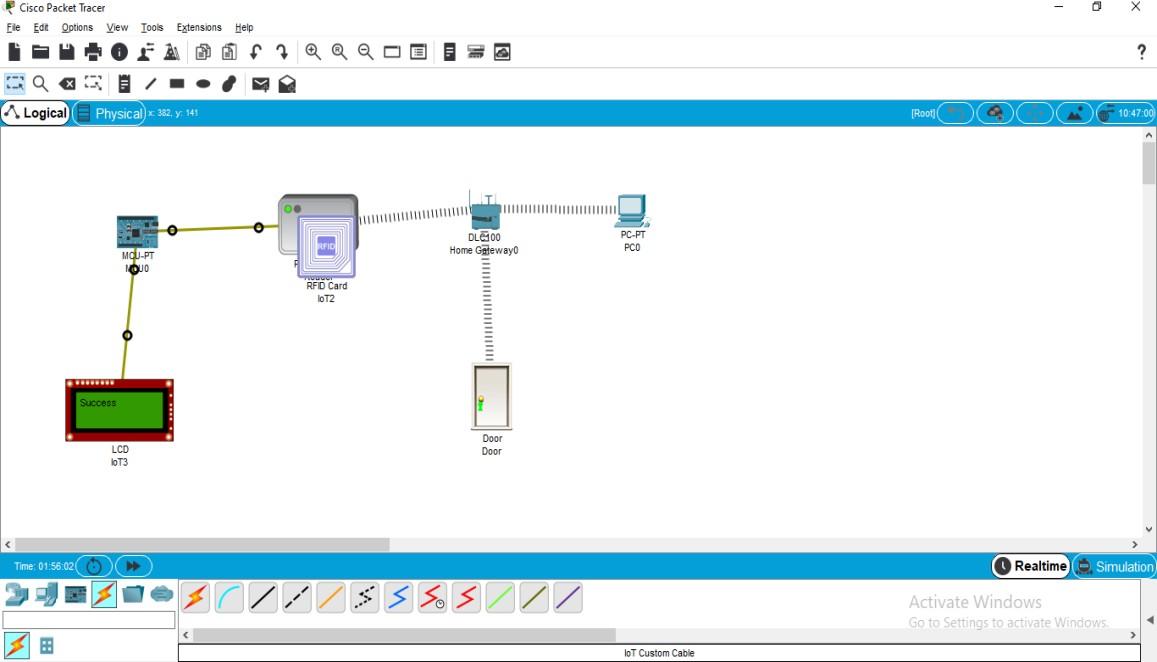 Cisco Packet Tracer
File Edit Options View Tools Extensions Help
Logical Physical x: 382, y: 141 [Root] 10:47:00
MCU-PT
MCU0
RFID
RFID Card
IoT2
DLC100
Home Gateway0
PC-PT
PC0
Success
LCD
IoT3
Door
Door
Time: 01:56:02 Realtime Simulation
Activate Windows
Go to Settings to activate Windows.
IoT Custom Cable